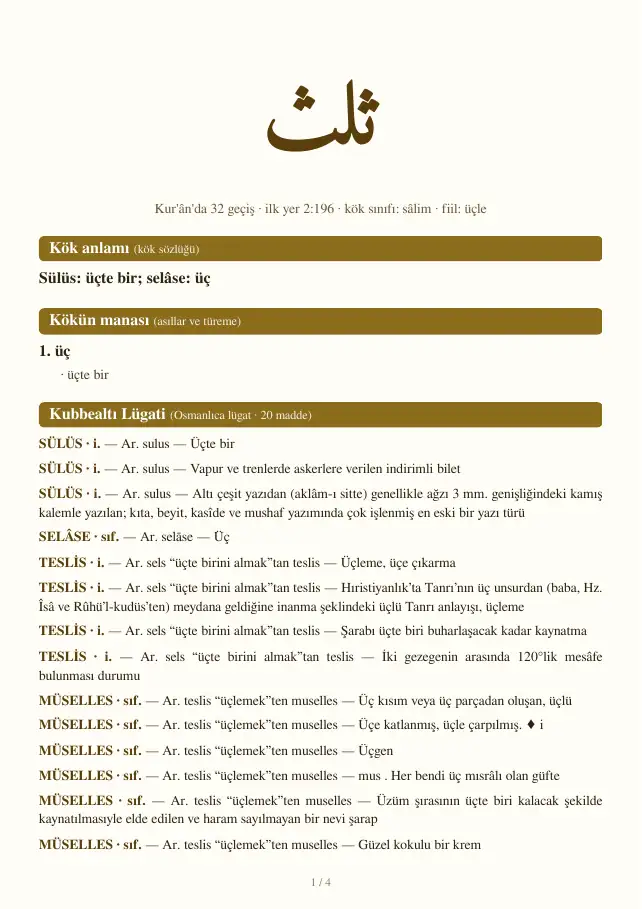 ثلث
Kur'ân'da 32 geçiş · ilk yer 2:196 · kök sınıfı: sâlim · fiil: üçle
Kök anlamı (kök sözlüğü)
Sülüs: üçte bir; selâse: üç
Kökün manası (asıllar ve türeme)
1. üç
· üçte bir
Kubbealtı Lügati (Osmanlıca lügat · 20 madde)
SÜLÜS · i. — Ar. sulus — Üçte bir
SÜLÜS · i. — Ar. sulus — Vapur ve trenlerde askerlere verilen indirimli bilet
SÜLÜS · i. — Ar. sulus — Altı çeşit yazıdan (aklâm-ı sitte) genellikle ağzı 3 mm. genişliğindeki kamış
kalemle yazılan; kıta, beyit, kasîde ve mushaf yazımında çok işlenmiş en eski bir yazı türü
SELÂSE · sıf. — Ar. selāse — Üç
TESLİS · i. — Ar. sels “üçte birini almak”tan teslis — Üçleme, üçe çıkarma
TESLİS · i. — Ar. sels “üçte birini almak”tan teslis — Hıristiyanlık’ta Tanrı’nın üç unsurdan (baba, Hz.
Îsâ ve Rûhü’l-kudüs’ten) meydana geldiğine inanma şeklindeki üçlü Tanrı anlayışı, üçleme
TESLİS · i. — Ar. sels “üçte birini almak”tan teslis — Şarabı üçte biri buharlaşacak kadar kaynatma
TESLİS · i. — Ar. sels “üçte birini almak”tan teslis — İki gezegenin arasında 120°lik mesâfe
bulunması durumu
MÜSELLES · sıf. — Ar. teslis “üçlemek”ten muselles — Üç kısım veya üç parçadan oluşan, üçlü
MÜSELLES · sıf. — Ar. teslis “üçlemek”ten muselles — Üçe katlanmış, üçle çarpılmış. ♦ i
MÜSELLES · sıf. — Ar. teslis “üçlemek”ten muselles — Üçgen
MÜSELLES · sıf. — Ar. teslis “üçlemek”ten muselles — mus . Her bendi üç mısrâlı olan güfte
MÜSELLES · sıf. — Ar. teslis “üçlemek”ten muselles — Üzüm şırasının üçte biri kalacak şekilde
kaynatılmasıyle elde edilen ve haram sayılmayan bir nevi şarap
MÜSELLES · sıf. — Ar. teslis “üçlemek”ten muselles — Güzel kokulu bir krem
1 / 4